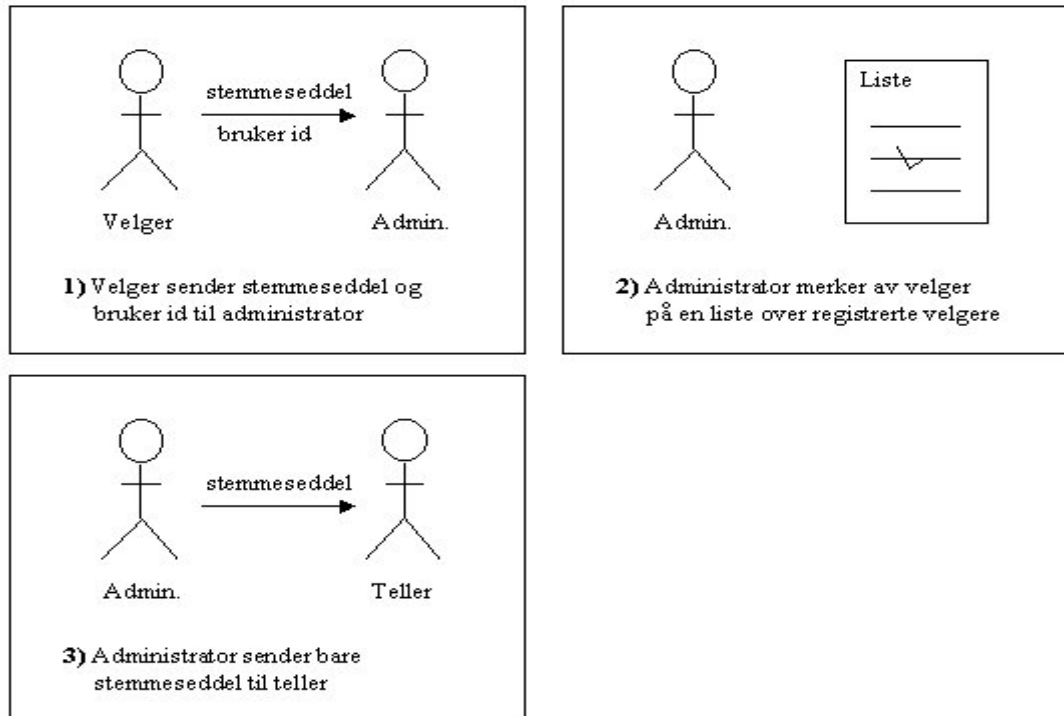 stemmeseddel
bruker id
Velger
Admin.
1) Velger sender stemmeseddel og
bruker id til administrator
Liste
Admin.
2) Administrator merker av velger
på en liste over registrerte velgere
stemmeseddel
Admin.
Teller
3) Administrator sender bare
stemmeseddel til teller